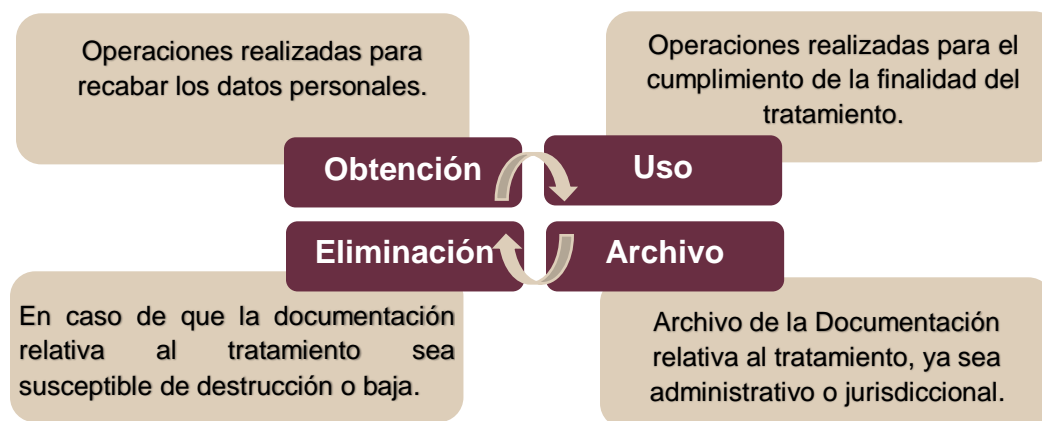 Operaciones realizadas para
recabar los datos personales.
Operaciones realizadas para el
cumplimiento de la finalidad del
tratamiento.
Obtención
Uso
Eliminación
Archivo
En caso de que la documentación
relativa al tratamiento sea
susceptible de destrucción o baja.
Archivo de la Documentación
relativa al tratamiento, ya sea
administrativo o jurisdiccional.